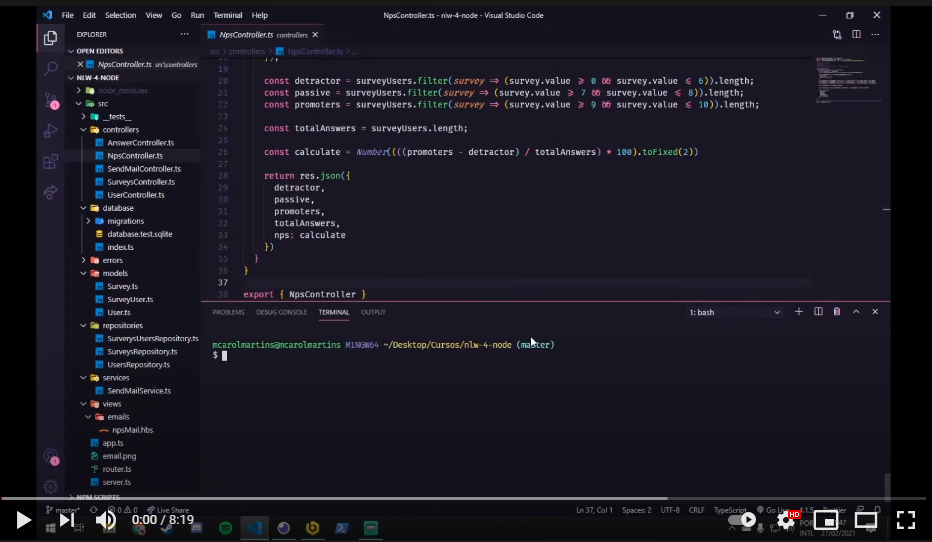 File Edit Selection View Go Run Terminal Help
NpsController.ts - nlw-4-node - Visual Studio Code
EXPLORER
OPEN EDITORS
NpsController.ts src\controllers
NLW-4-NODE
node_modules
src
__tests__
controllers
AnswerController.ts
NpsController.ts
SendMailController.ts
SurveysController.ts
UserController.ts
database
migrations
database.test.sqlite
index.ts
errors
models
Survey.ts
SurveyUser.ts
User.ts
repositories
SurverysUsersRepository.ts
SurveysRepository.ts
UsersRepository.ts
services
SendMailService.ts
views
emails
npsMail.hbs
app.ts
email.png
router.ts
server.ts
NPM SCRIPTS
NpsController.ts controllers
src > controllers > NpsController.ts > ...
19
20 const detractor = surveyUsers.filter(survey => (survey.value >= 0 && survey.value <= 6)).length;
21 const passive = surveyUsers.filter(survey => (survey.value >= 7 && survey.value <= 8)).length;
22 const promoters = surveyUsers.filter(survey => (survey.value >= 9 && survey.value <= 10)).length;
23
24 const totalAnswers = surveyUsers.length;
25
26 const calculate = Number((((promoters - detractor) / totalAnswers) * 100).toFixed(2))
27
28 return res.json({
29 detractor,
30 passive,
31 promoters,
32 totalAnswers,
33 nps: calculate
34 })
35 }
36 }
37
38 export { NpsController }
PROBLEMS DEBUG CONSOLE TERMINAL OUTPUT
1: bash
mcarolmartins@mcarolmartins MINGW64 ~/Desktop/Cursos/nlw-4-node (master)
$
master* 0 0 Live Share
Ln 37, Col 1 Spaces: 2 UTF-8 CRLF TypeScript Go Live 4.1.5 Prettier
0:00 / 8:19
HD
POR
INTL 27/02/2021